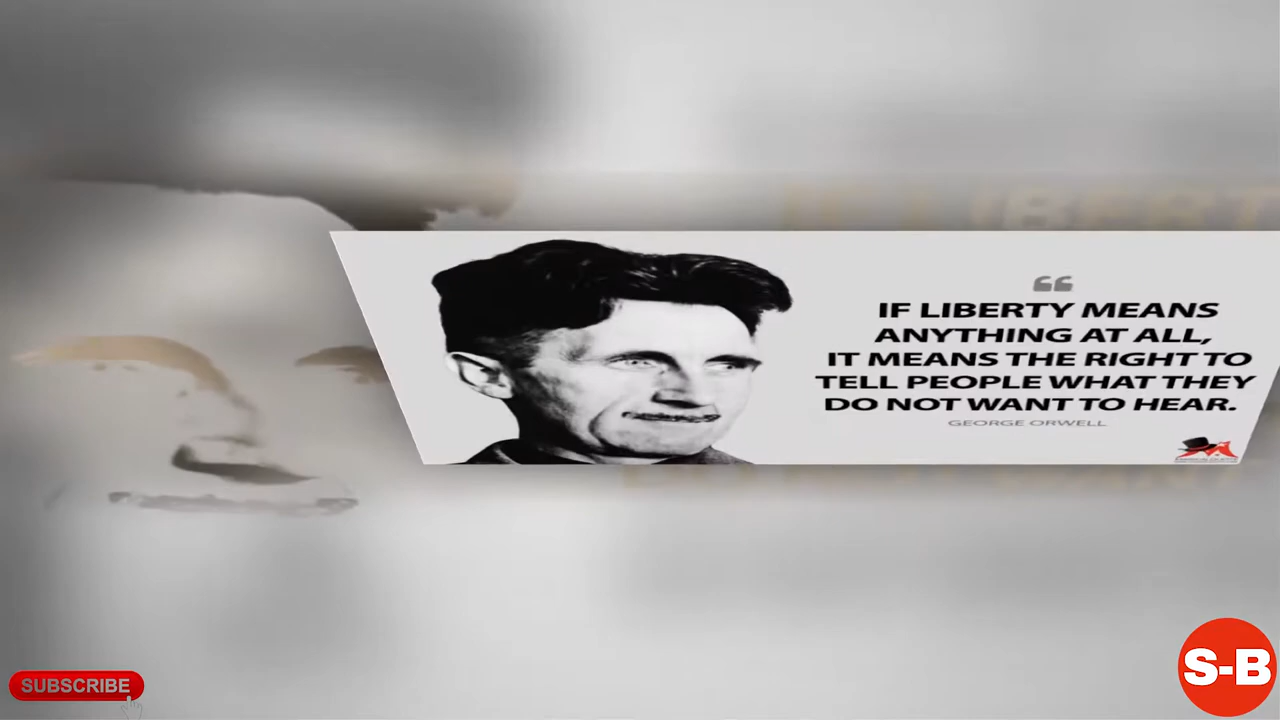 IF LIBERTY MEANS
ANYTHING AT ALL,
IT MEANS THE RIGHT TO
TELL PEOPLE WHAT THEY
DO NOT WANT TO HEAR.
GEORGE ORWELL
SUBSCRIBE
S-B